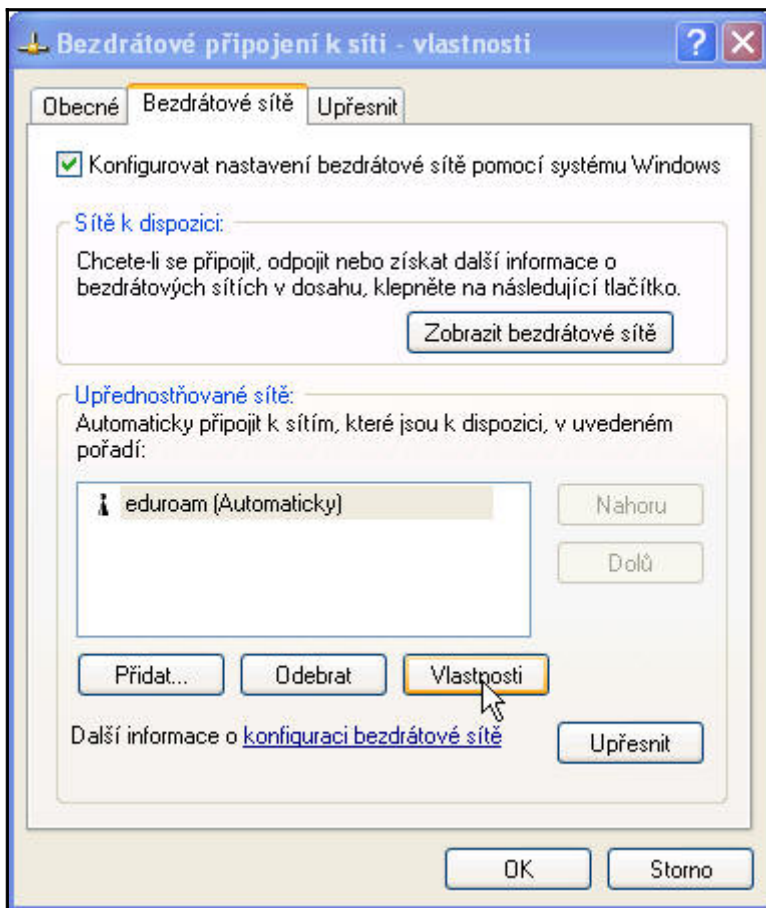 Bezdrátové připojení k síti - vlastnosti
Obecné
Bezdrátové sítě
Upřesnit
Konfigurovat nastavení bezdrátové sítě pomocí systému Windows
Sítě k dispozici:
Chcete-li se připojit, odpojit nebo získat další informace o
bezdrátových sítích v dosahu, klepněte na následující tlačítko.
Zobrazit bezdrátové sítě
Upřednostňované sítě:
Automaticky připojit k sítím, které jsou k dispozici, v uvedeném
pořadí:
eduroam (Automaticky)
Nahoru
Dolů
Přidat...
Odebrat
Vlastnosti
Další informace o konfiguraci bezdrátové sítě
Upřesnit
OK
Storno